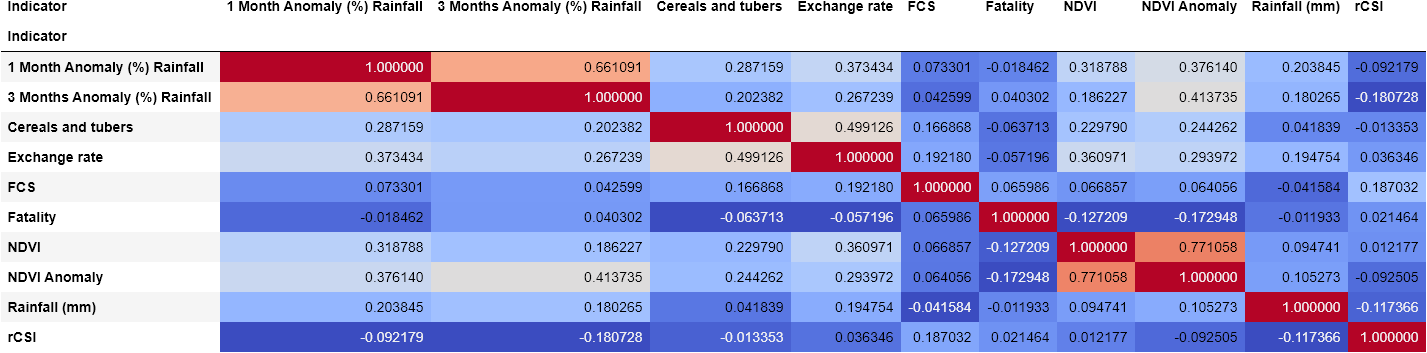 Indicator 1 Month Anomaly (%) Rainfall 3 Months Anomaly (%) Rainfall Cereals and tubers Exchange rate FCS Fatality NDVI NDVI Anomaly Rainfall (mm) rCSI
Indicator
1 Month Anomaly (%) Rainfall 1.000000 0.661091 0.287159 0.373434 0.073301 -0.018462 0.318788 0.376140 0.203845 -0.092179
3 Months Anomaly (%) Rainfall 0.661091 1.000000 0.202382 0.267239 0.042599 0.040302 0.186227 0.413735 0.180265 -0.180728
Cereals and tubers 0.287159 0.202382 1.000000 0.499126 0.166868 -0.063713 0.229790 0.244262 0.041839 -0.013353
Exchange rate 0.373434 0.267239 0.499126 1.000000 0.192180 -0.057196 0.360971 0.293972 0.194754 0.036346
FCS 0.073301 0.042599 0.166868 0.192180 1.000000 0.065986 0.066857 0.064056 -0.041584 0.187032
Fatality -0.018462 0.040302 -0.063713 -0.057196 0.065986 1.000000 -0.127209 -0.172948 -0.011933 0.021464
NDVI 0.318788 0.186227 0.229790 0.360971 0.066857 -0.127209 1.000000 0.771058 0.094741 0.012177
NDVI Anomaly 0.376140 0.413735 0.244262 0.293972 0.064056 -0.172948 0.771058 1.000000 0.105273 -0.092505
Rainfall (mm) 0.203845 0.180265 0.041839 0.194754 -0.041584 -0.011933 0.094741 0.105273 1.000000 -0.117366
rCSI -0.092179 -0.180728 -0.013353 0.036346 0.187032 0.021464 0.012177 -0.092505 -0.117366 1.000000